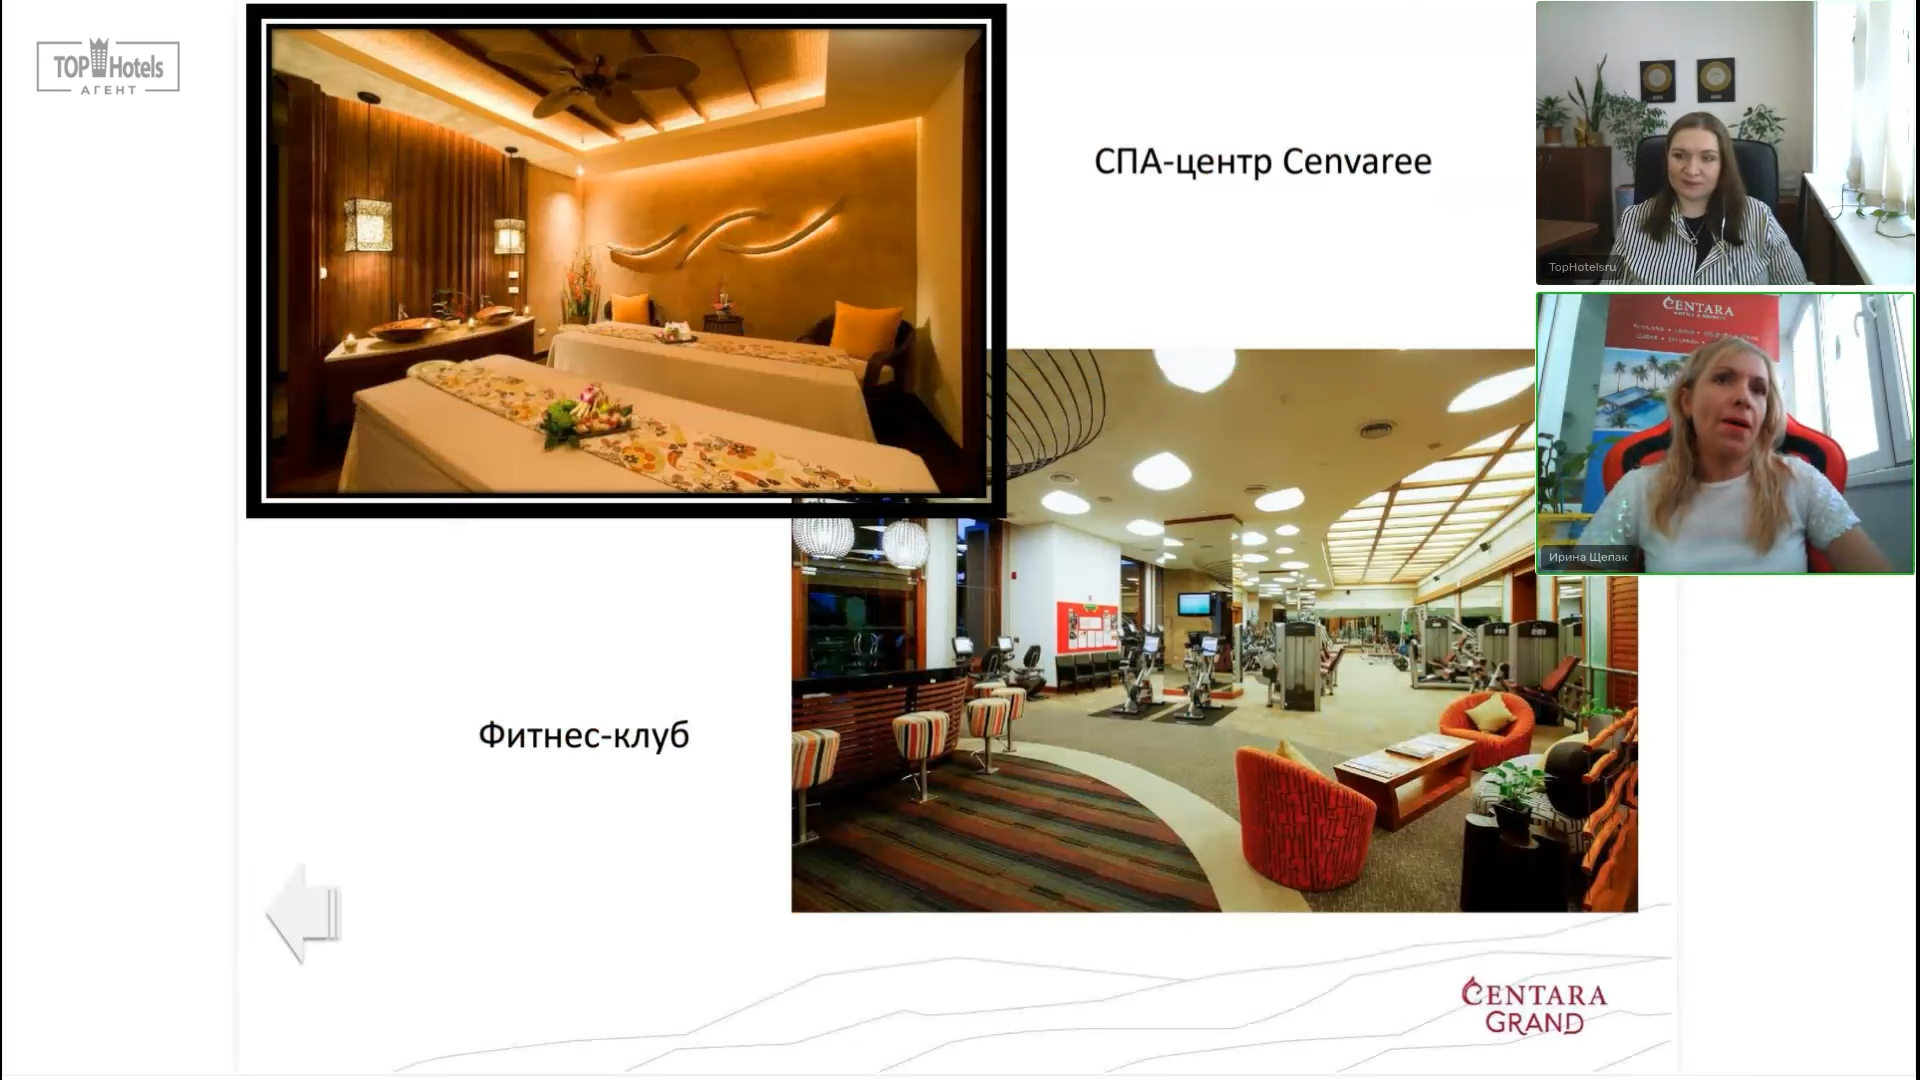 TOP Hotels
АГЕНТ
СПА-центр Cenvaree
TopHotelsru
CENTARA
Ирина Щепак
Фитнес-клуб
CENTARA
GRAND